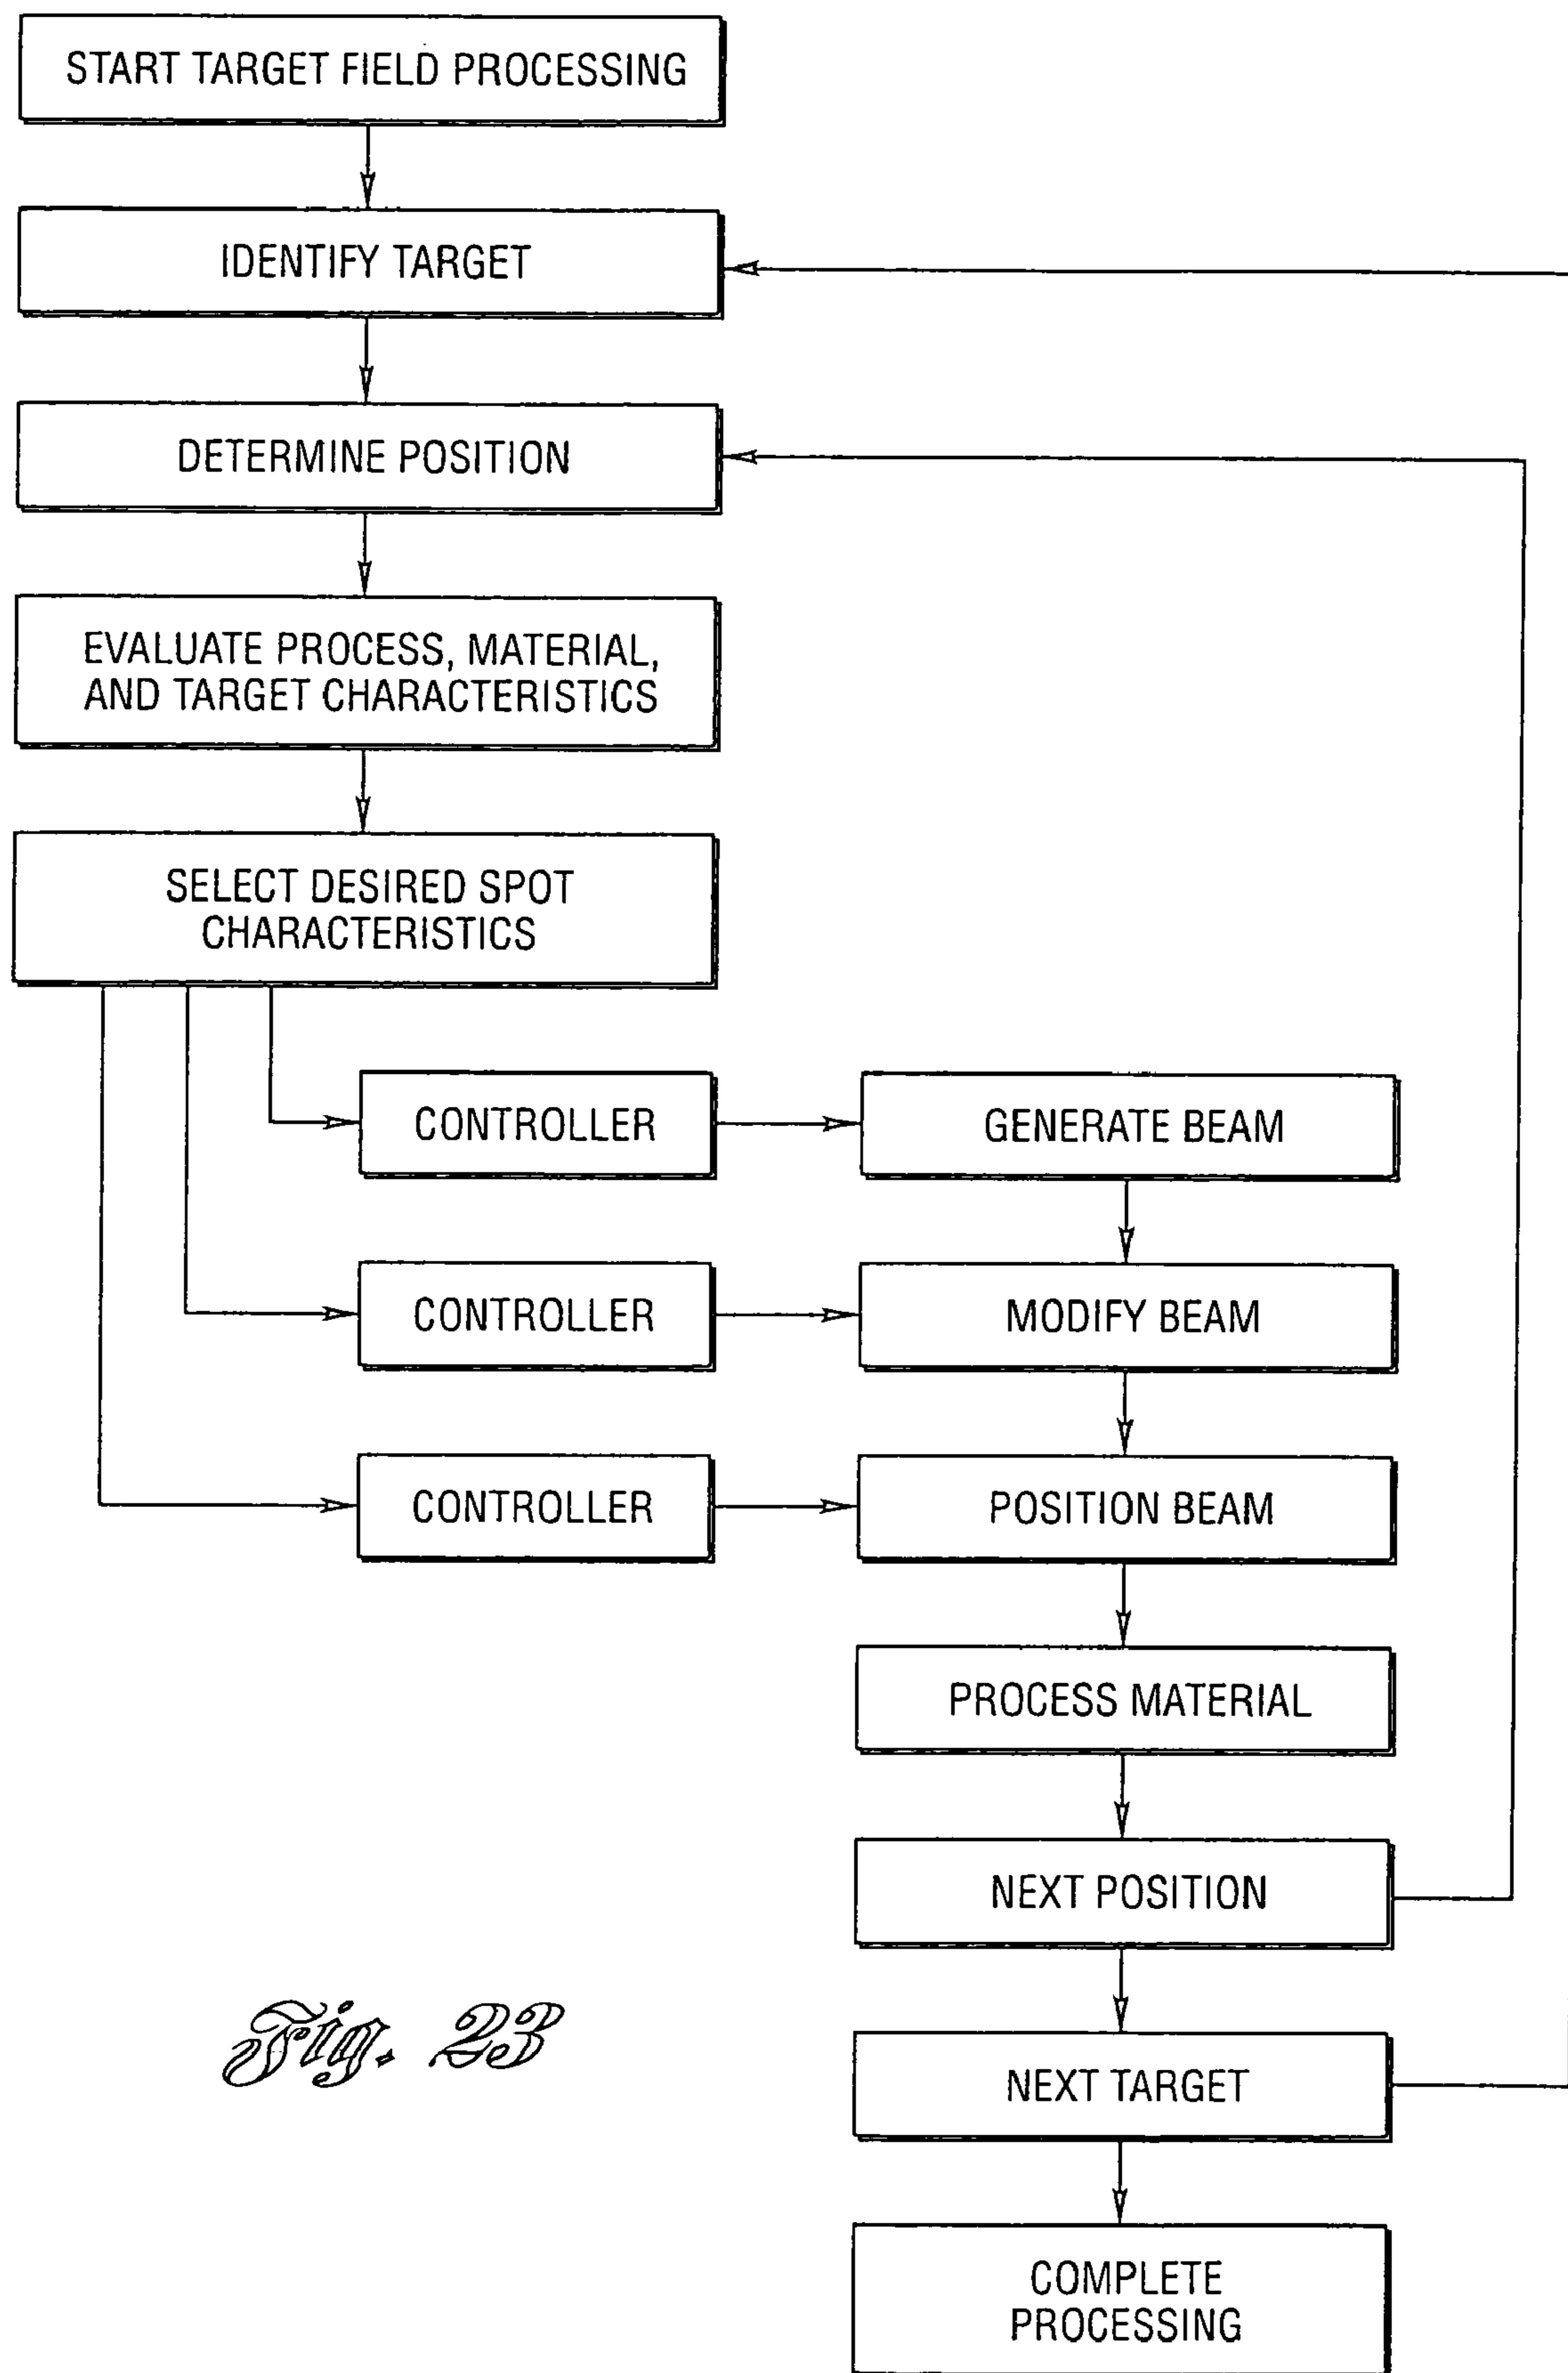 START TARGET FIELD PROCESSING
IDENTIFY TARGET
DETERMINE POSITION
EVALUATE PROCESS, MATERIAL,
AND TARGET CHARACTERISTICS
SELECT DESIRED SPOT
CHARACTERISTICS
CONTROLLER
GENERATE BEAM
CONTROLLER
MODIFY BEAM
CONTROLLER
POSITION BEAM
PROCESS MATERIAL
NEXT POSITION
NEXT TARGET
COMPLETE
PROCESSING
Fig. 23